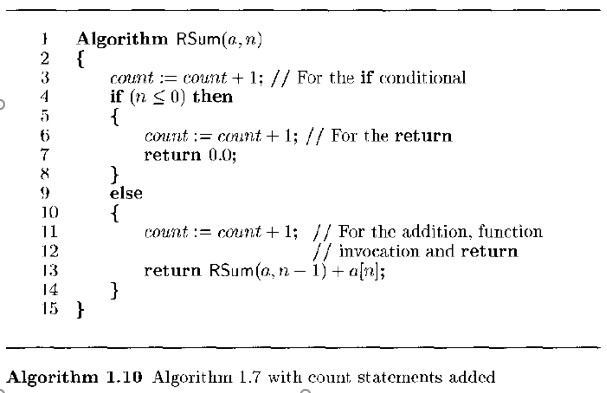 1 Algorithm RSum(a, n)
2 {
3 count := count + 1; // For the if conditional
4 if (n ≤ 0) then
5 {
6 count := count + 1; // For the return
7 return 0.0;
8 }
9 else
10 {
11 count := count + 1; // For the addition, function
12 // invocation and return
13 return RSum(a, n − 1) + a[n];
14 }
15 }
Algorithm 1.10 Algorithm 1.7 with count statements added